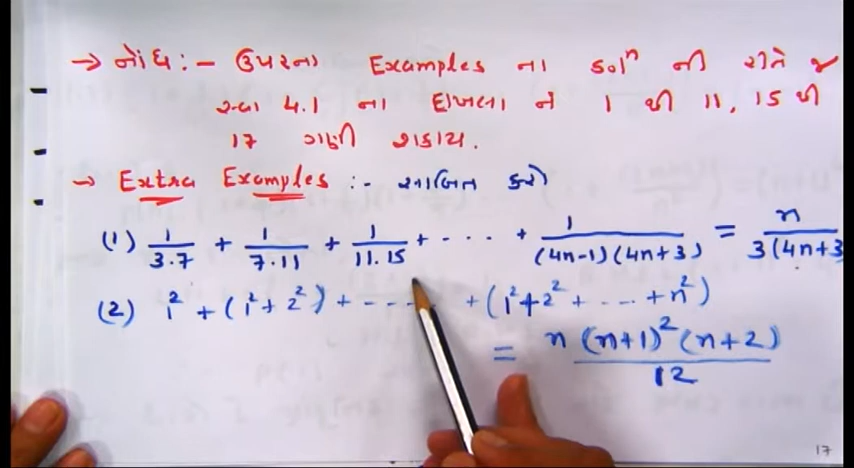 → નોંધ :- ઉપરના Examples ના solⁿ ની રીતે જ
સ્વા 4.1 ના દાખલા નં 1 થી 11, 15 થી
17 ગણી શકાય.
→ Extra Examples :- સાબિત કરો
(1) 1/3·7 + 1/7·11 + 1/11·15 + ··· + 1/(4n-1)(4n+3) = n/3(4n+3
(2) 1² + (1²+2²) + ---- + (1²+2²+ ... +n²)
= n(n+1)²(n+2)/12
17